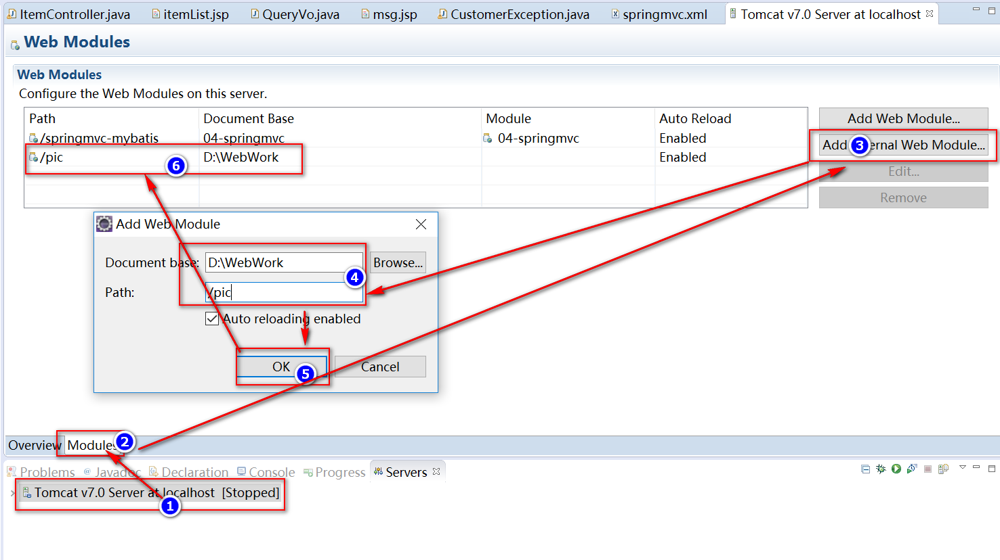 ItemController.java itemList.jsp QueryVo.java msg.jsp CustomerException.java springmvc.xml Tomcat v7.0 Server at localhost
Web Modules
Web Modules
Configure the Web Modules on this server.
Path Document Base Module Auto Reload
/springmvc-mybatis 04-springmvc 04-springmvc Enabled
/pic D:\WebWork Enabled
6
Add Web Module...
Add 3 ernal Web Module...
Edit...
Remove
Add Web Module
Document base: D:\WebWork Browse...
4
Path: /pic
Auto reloading enabled
OK Cancel
5
Overview Modules 2
Problems @ Javadoc Declaration Console Progress Servers
Tomcat v7.0 Server at localhost [Stopped]
1